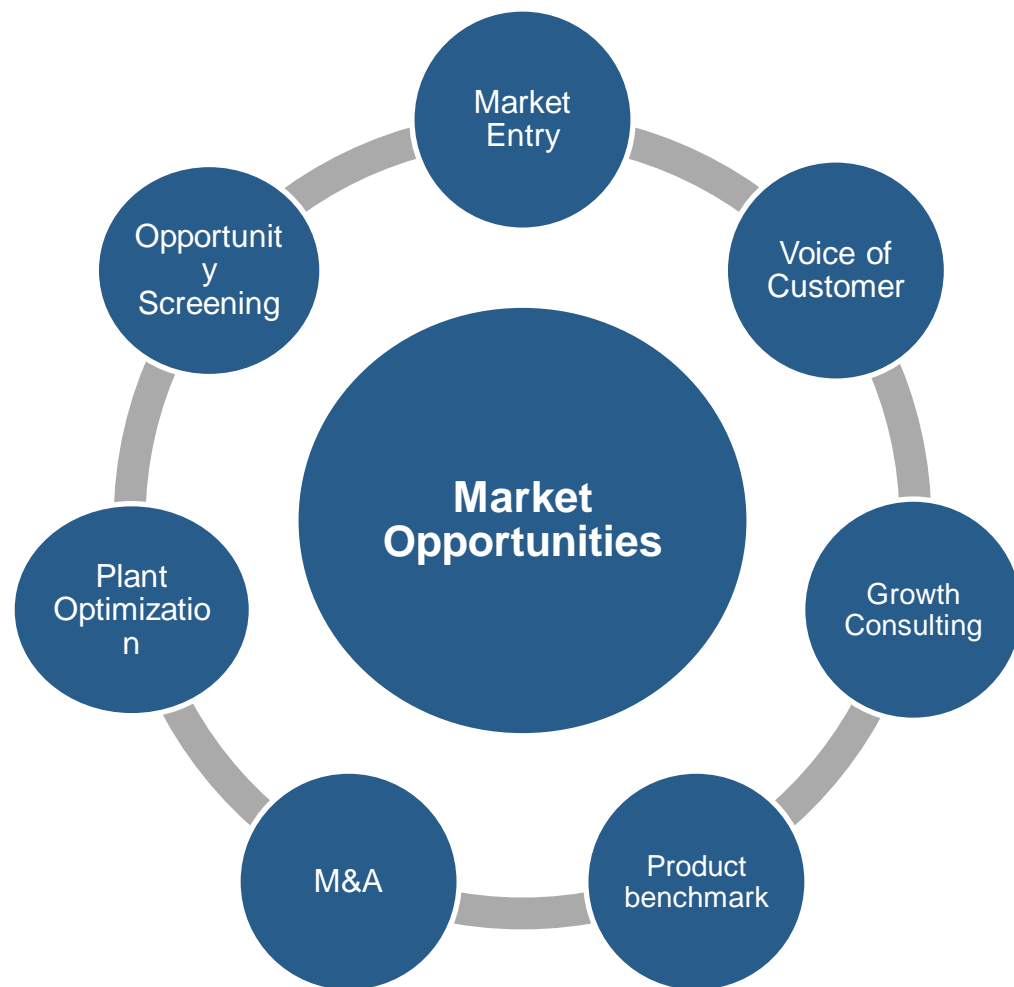 Market
Entry
Voice of
Customer
Growth
Consulting
Product
benchmark
M&A
Plant
Optimizatio
n
Opportunit
y
Screening
Market
Opportunities